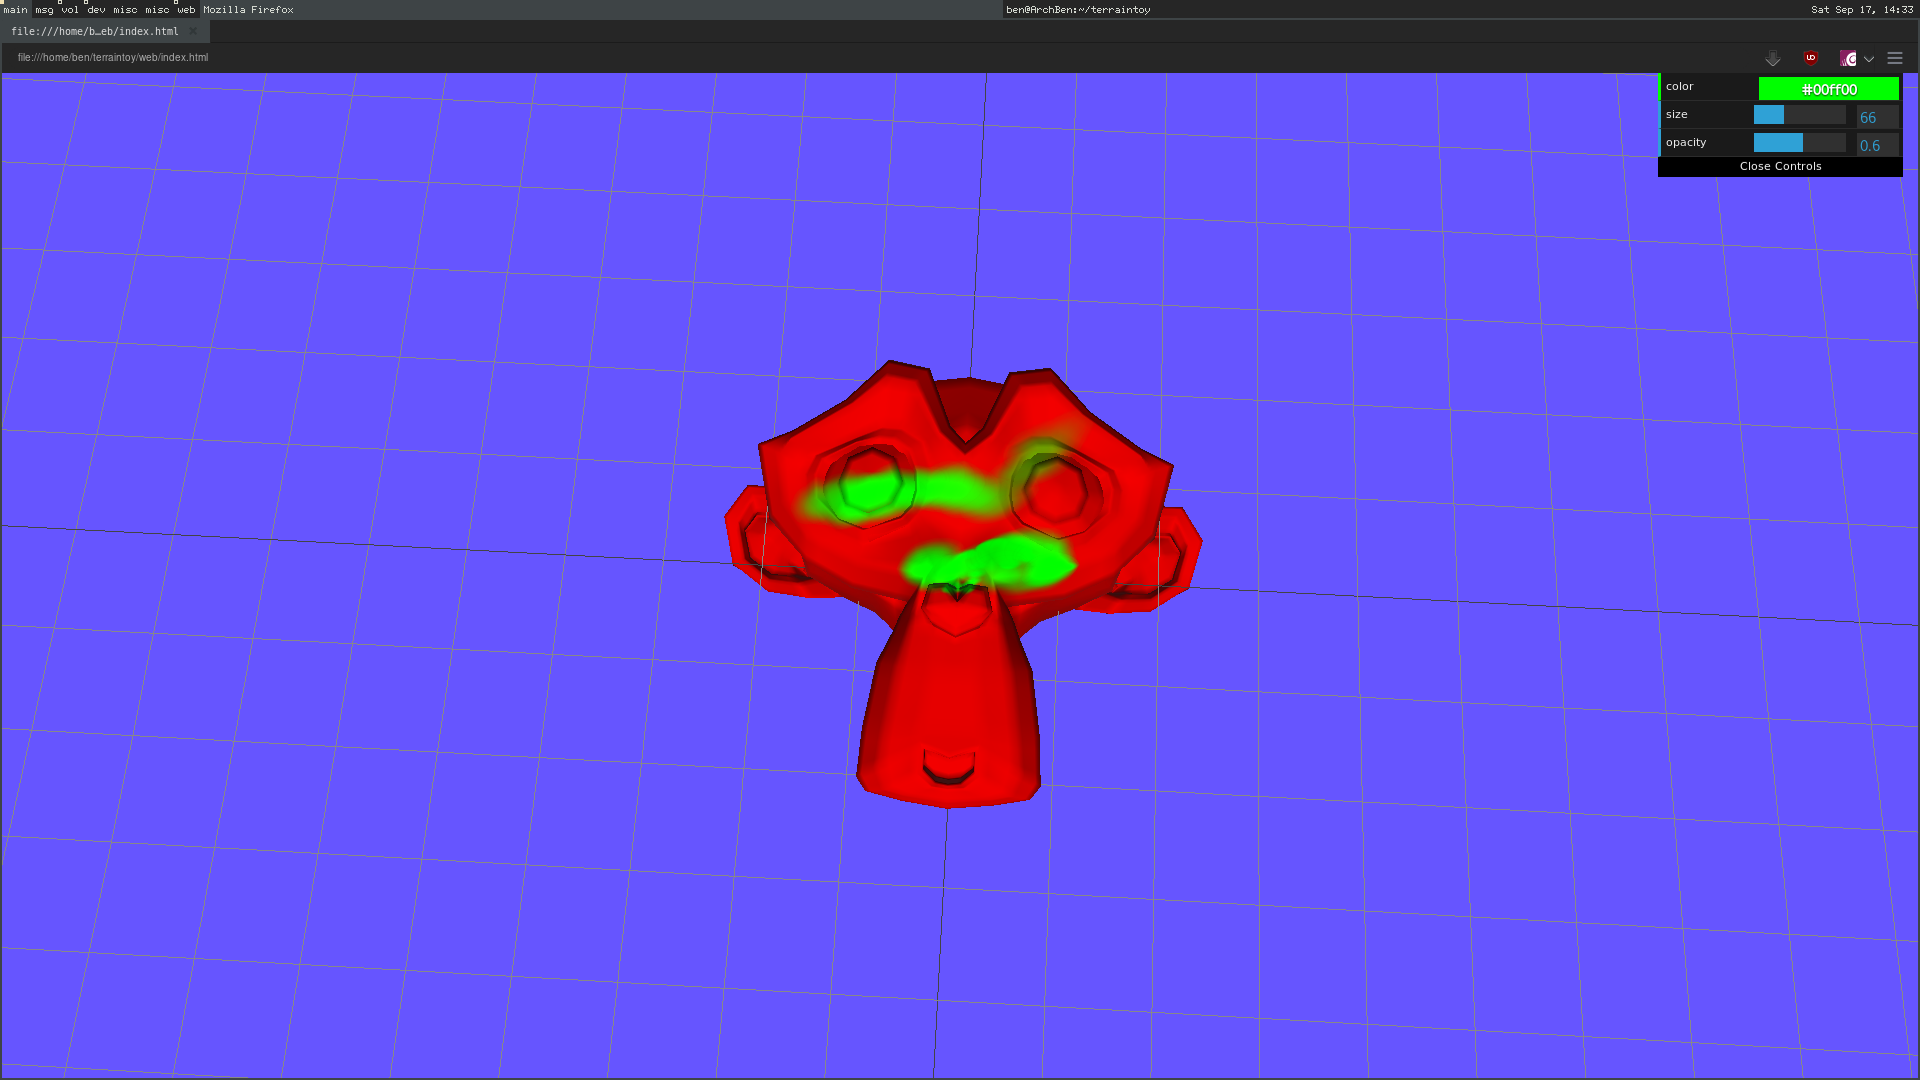 main msg vol dev misc misc web Mozilla Firefox ben@ArchBen:~/terraintoy Sat Sep 17, 14:33
file:///home/b…eb/index.html
file:///home/ben/terraintoy/web/index.html
color #00ff00
size 66
opacity 0.6
Close Controls